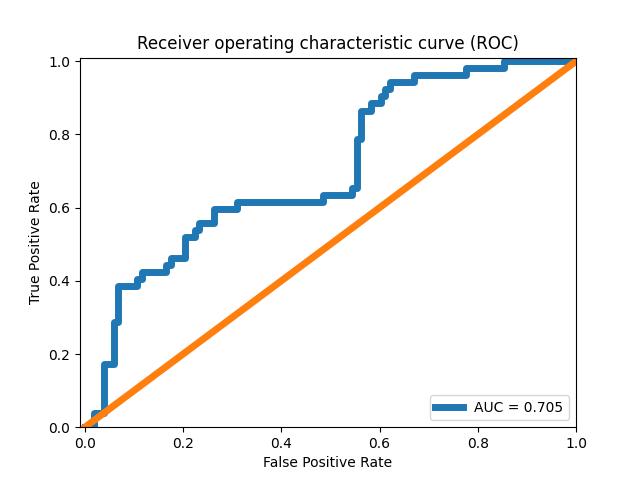 Receiver operating characteristic curve (ROC)
True Positive Rate
1.0
0.8
0.6
0.4
0.2
0.0
AUC = 0.705
0.0 0.2 0.4 0.6 0.8 1.0
False Positive Rate